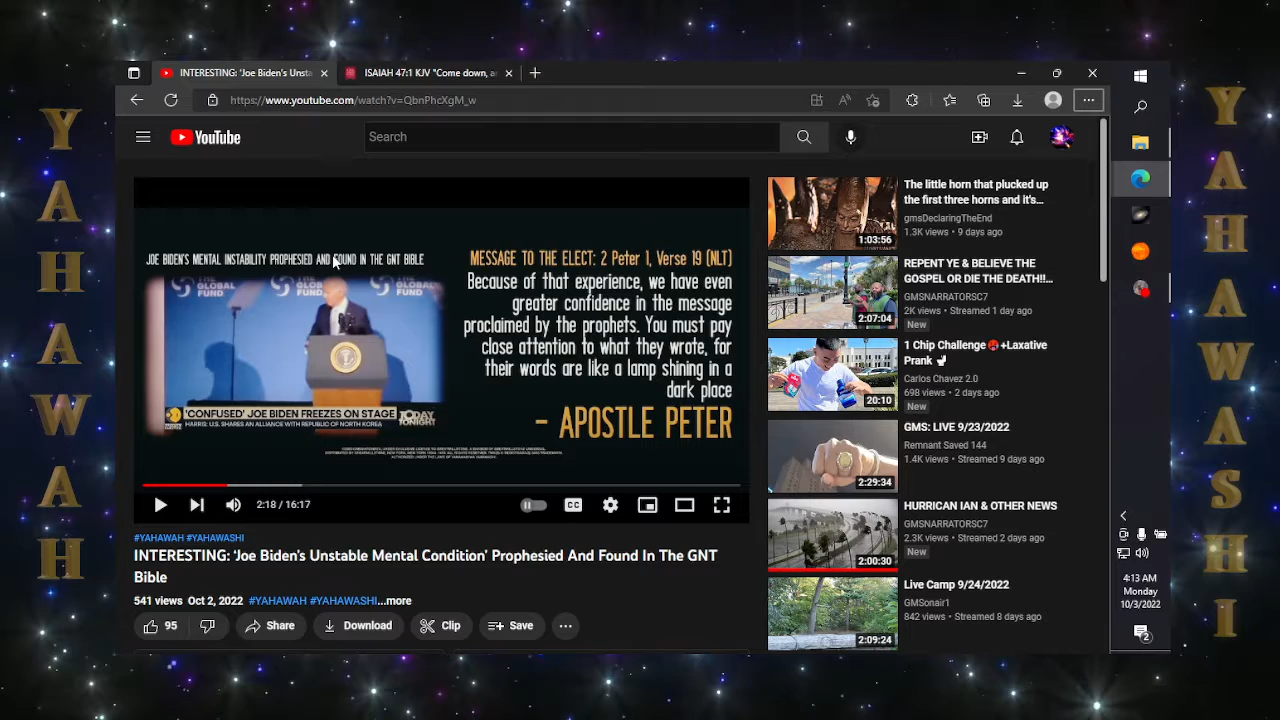 YAHAWAH
INTERESTING: 'Joe Biden's Unsta
ISAIAH 47:1 KJV "Come down, a
https://www.youtube.com/watch?v=QbnPhcXgM_w
YouTube
Search
JOE BIDEN'S MENTAL INSTABILITY PROPHESIED AND FOUND IN THE GNT BIBLE
THE GLOBAL FUND
CONFUSED' JOE BIDEN FREEZES ON STAGE
HARRIS: U.S. SHARES AN ALLIANCE WITH REPUBLIC OF NORTH KOREA
TODAY TONIGHT
MESSAGE TO THE ELECT: 2 Peter 1, Verse 19 (NLT)
Because of that experience, we have even
greater confidence in the message
proclaimed by the prophets. You must pay
close attention to what they wrote, for
their words are like a lamp shining in a
dark place
- APOSTLE PETER
2:18 / 16:17
CC
#YAHAWAH #YAHAWASHI
INTERESTING: 'Joe Biden's Unstable Mental Condition' Prophesied And Found In The GNT
Bible
541 views Oct 2, 2022 #YAHAWAH #YAHAWASHI...more
95
Share
Download
Clip
Save
1:03:56
The little horn that plucked up
the first three horns and it's...
gmsDeclaringTheEnd
1.3K views • 9 days ago
2:07:04
REPENT YE & BELIEVE THE
GOSPEL OR DIE THE DEATH!!...
GMSNARRATORSC7
2K views • Streamed 1 day ago
New
20:10
1 Chip Challenge🥵+Laxative
Prank 🚽
Carlos Chavez 2.0
698 views • 2 days ago
New
2:29:34
GMS: LIVE 9/23/2022
Remnant Saved 144
1.4K views • Streamed 9 days ago
2:00:30
HURRICAN IAN & OTHER NEWS
GMSNARRATORSC7
2.3K views • Streamed 2 days ago
New
2:09:24
Live Camp 9/24/2022
GMSonair1
842 views • Streamed 8 days ago
4:13 AM
Monday
10/3/2022
2
YAHAWASHI